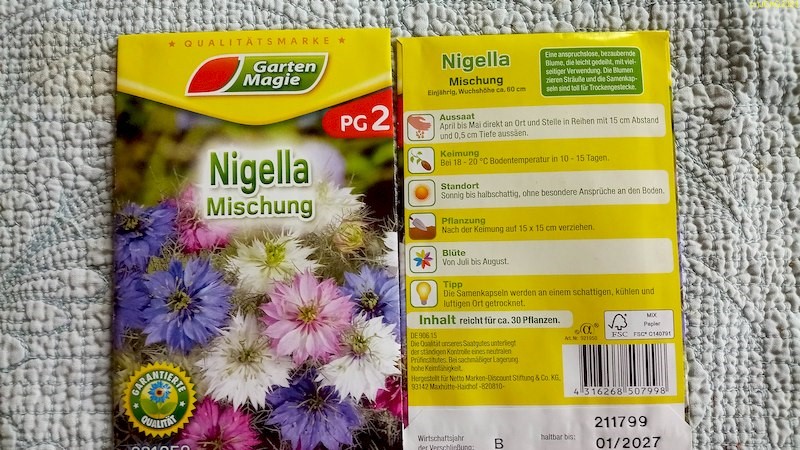 ★ QUALITÄTSMARKE ★
Garten
Magie
PG 2
Nigella
Mischung
GARANTIERTE
QUALITÄT
Nigella
Mischung
Einjährig, Wuchshöhe ca. 60 cm
Eine anspruchslose, bezaubernde
Blume, die leicht gedeiht, mit viel-
seitiger Verwendung. Die Blumen
zieren Sträuße und die Samenkap-
seln sind toll für Trockengestecke.
Aussaat
April bis Mai direkt an Ort und Stelle in Reihen mit 15 cm Abstand
und 0,5 cm Tiefe aussäen.
Keimung
Bei 18 - 20 °C Bodentemperatur in 10 - 15 Tagen.
Standort
Sonnig bis halbschattig, ohne besondere Ansprüche an den Boden.
Pflanzung
Nach der Keimung auf 15 x 15 cm verziehen.
Blüte
Von Juli bis August.
Tipp
Die Samenkapseln werden an einem schattigen, kühlen und
luftigen Ort getrocknet.
Inhalt reicht für ca. 30 Pflanzen.
Die Qualität unseres Saatgutes unterliegt
der ständigen Kontrolle eines neutralen
Prüfinstitutes. Bei sachmäßiger Lagerung
hohe Keimfähigkeit.
Hergestellt für Netto Marken-Discount Stiftung & Co. KG,
93142 Maxhütte-Haidhof
α
FSC
MIX
Papier
FSC® C140791
4 316268 507998
211799
Wirtschaftsjahr
der Verschließung:
B
haltbar bis:
01/2027